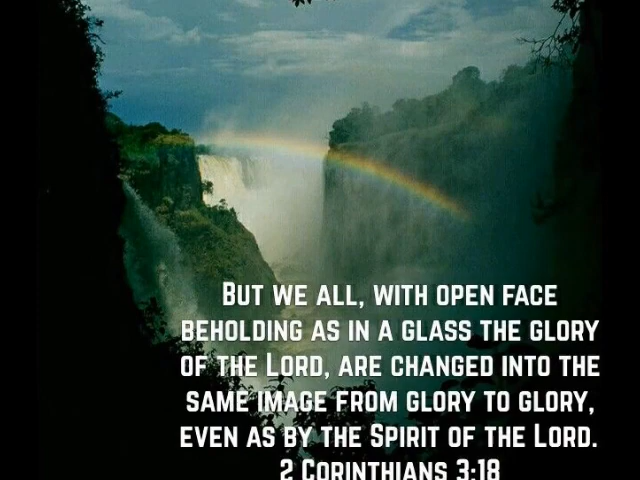 But we all, with open face
beholding as in a glass the glory
of the Lord, are changed into the
same image from glory to glory,
even as by the Spirit of the Lord.
2 Corinthians 3:18